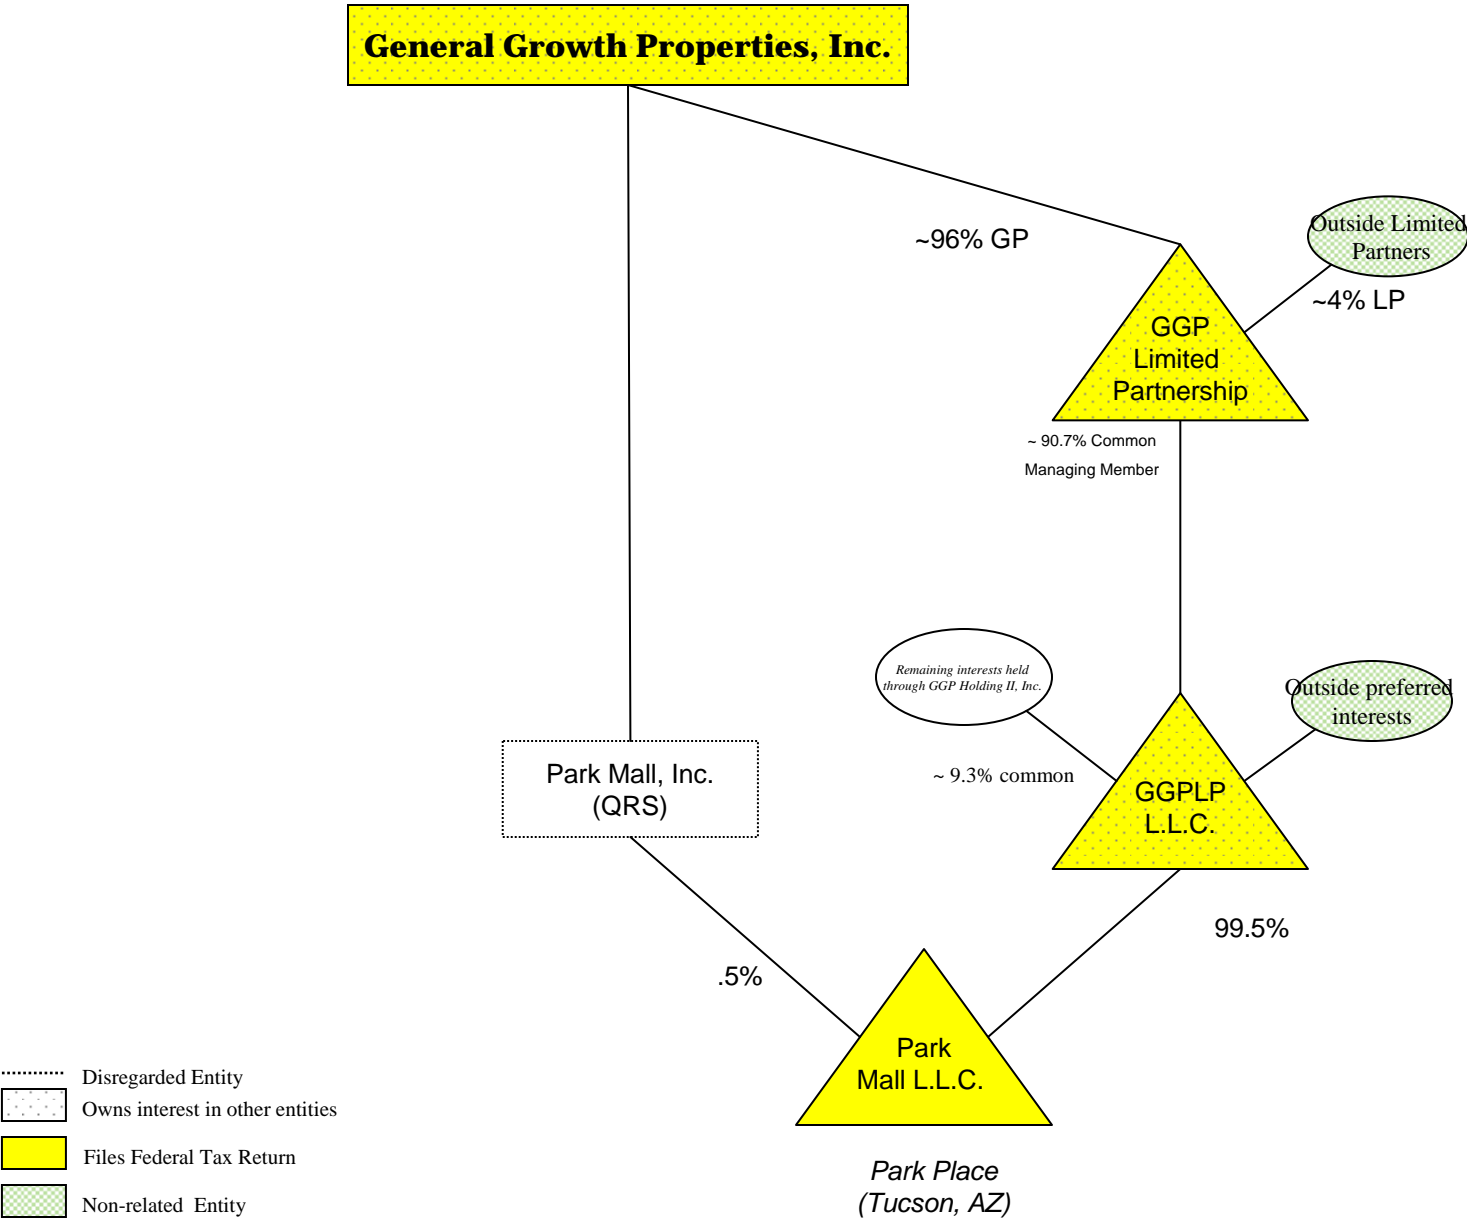 General Growth Properties, Inc.
Outside Limited
Partners
~96% GP
~4% LP
GGP
Limited
Partnership
~ 90.7% Common
Managing Member
Remaining interests held
through GGP Holding II, Inc.
Outside preferred
interests
~ 9.3% common
Park Mall, Inc.
(QRS)
GGPLP
L.L.C.
99.5%
.5%
Park
Mall L.L.C.
Park Place
(Tucson, AZ)
Disregarded Entity
Owns interest in other entities
Files Federal Tax Return
Non-related Entity